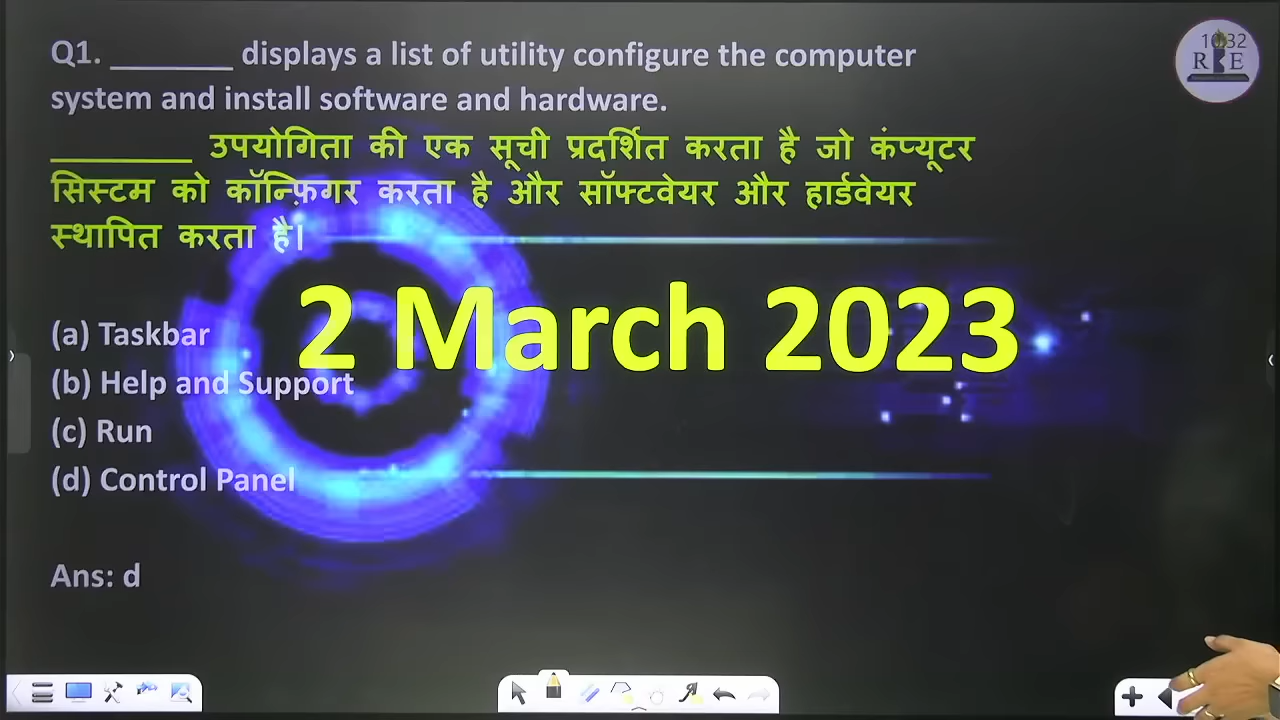 Q1. _______ displays a list of utility configure the computer
system and install software and hardware.
________ उपयोगिता की एक सूची प्रदर्शित करता है जो कंप्यूटर
सिस्टम को कॉन्फ़िगर करता है और सॉफ्टवेयर और हार्डवेयर
स्थापित करता है।
2 March 2023
(a) Taskbar
(b) Help and Support
(c) Run
(d) Control Panel
Ans: d
1032
R E